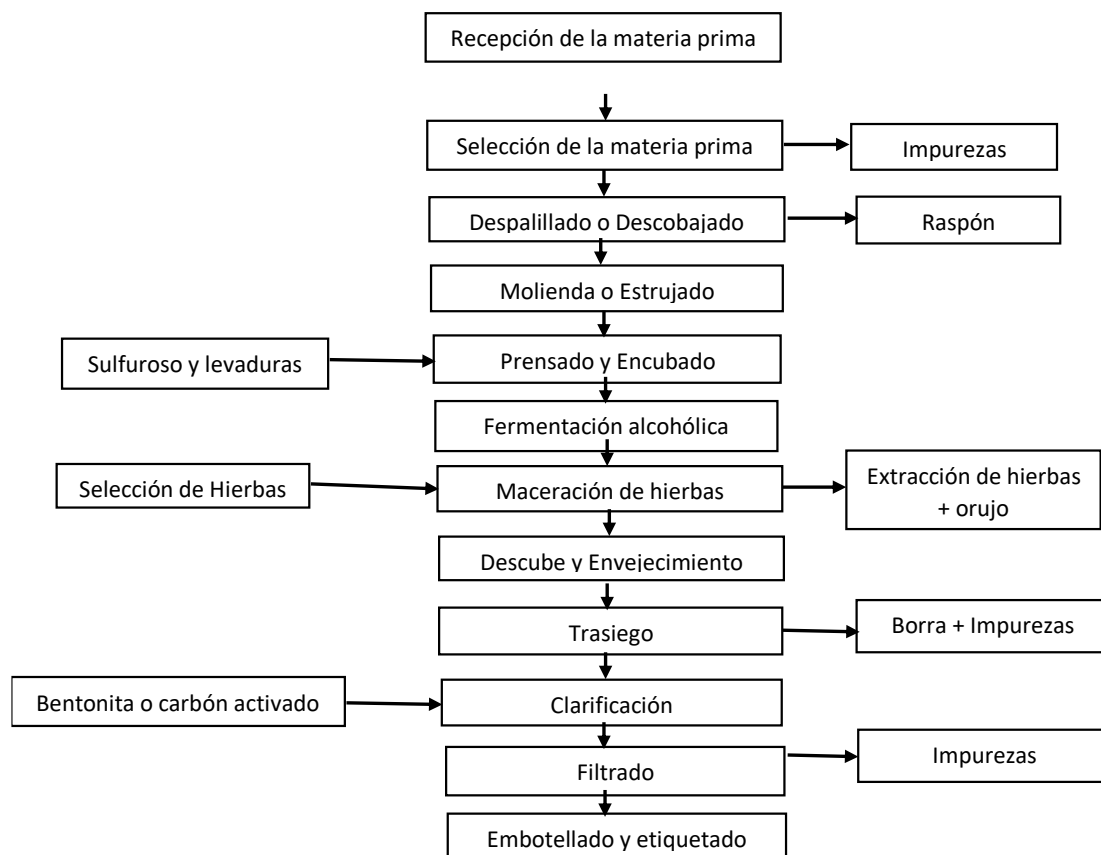 Recepción de la materia prima
Selección de la materia prima
Impurezas
Despalillado o Descobajado
Raspón
Molienda o Estrujado
Sulfuroso y levaduras
Prensado y Encubado
Fermentación alcohólica
Selección de Hierbas
Maceración de hierbas
Extracción de hierbas
+ orujo
Descube y Envejecimiento
Trasiego
Borra + Impurezas
Bentonita o carbón activado
Clarificación
Filtrado
Impurezas
Embotellado y etiquetado